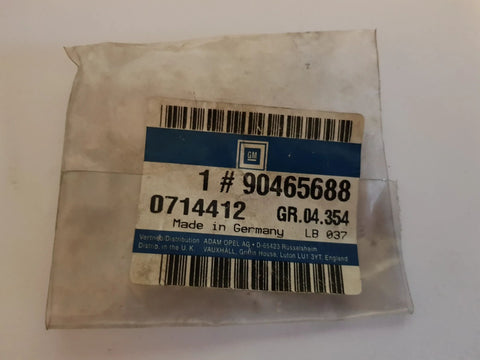 GM
1 # 90465688
0714412 GR.04.354
Made in Germany LB 037
Vertrieb/Distribution ADAM OPEL AG • D-65423 Rüsselsheim
Distrib. in the U. K. VAUXHALL, Griffin House, Luton LU1 3YT, England